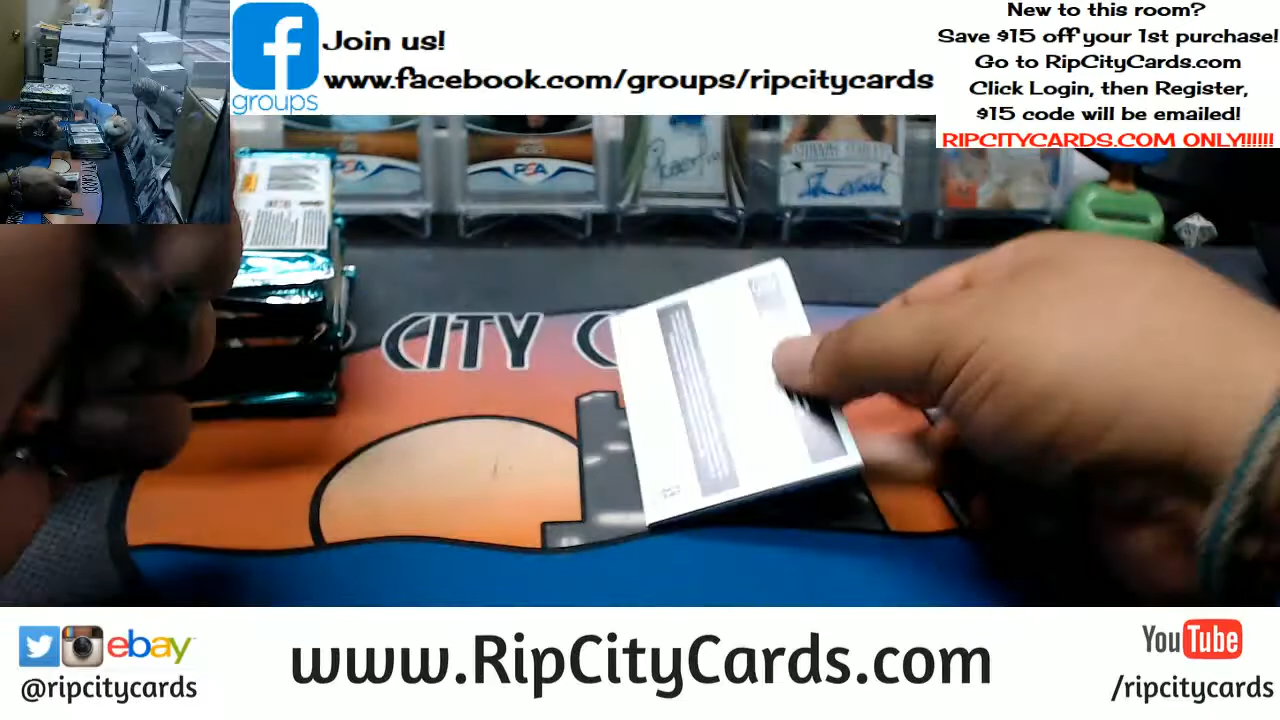 Join us!
www.facebook.com/groups/ripcitycards
groups
New to this room?
Save $15 off your 1st purchase!
Go to RipCityCards.com
Click Login, then Register,
$15 code will be emailed!
RIPCITYCARDS.COM ONLY!!!!!!
PSA
PSA
CITY C
ebay
@ripcitycards
www.RipCityCards.com
YouTube
/ripcitycards